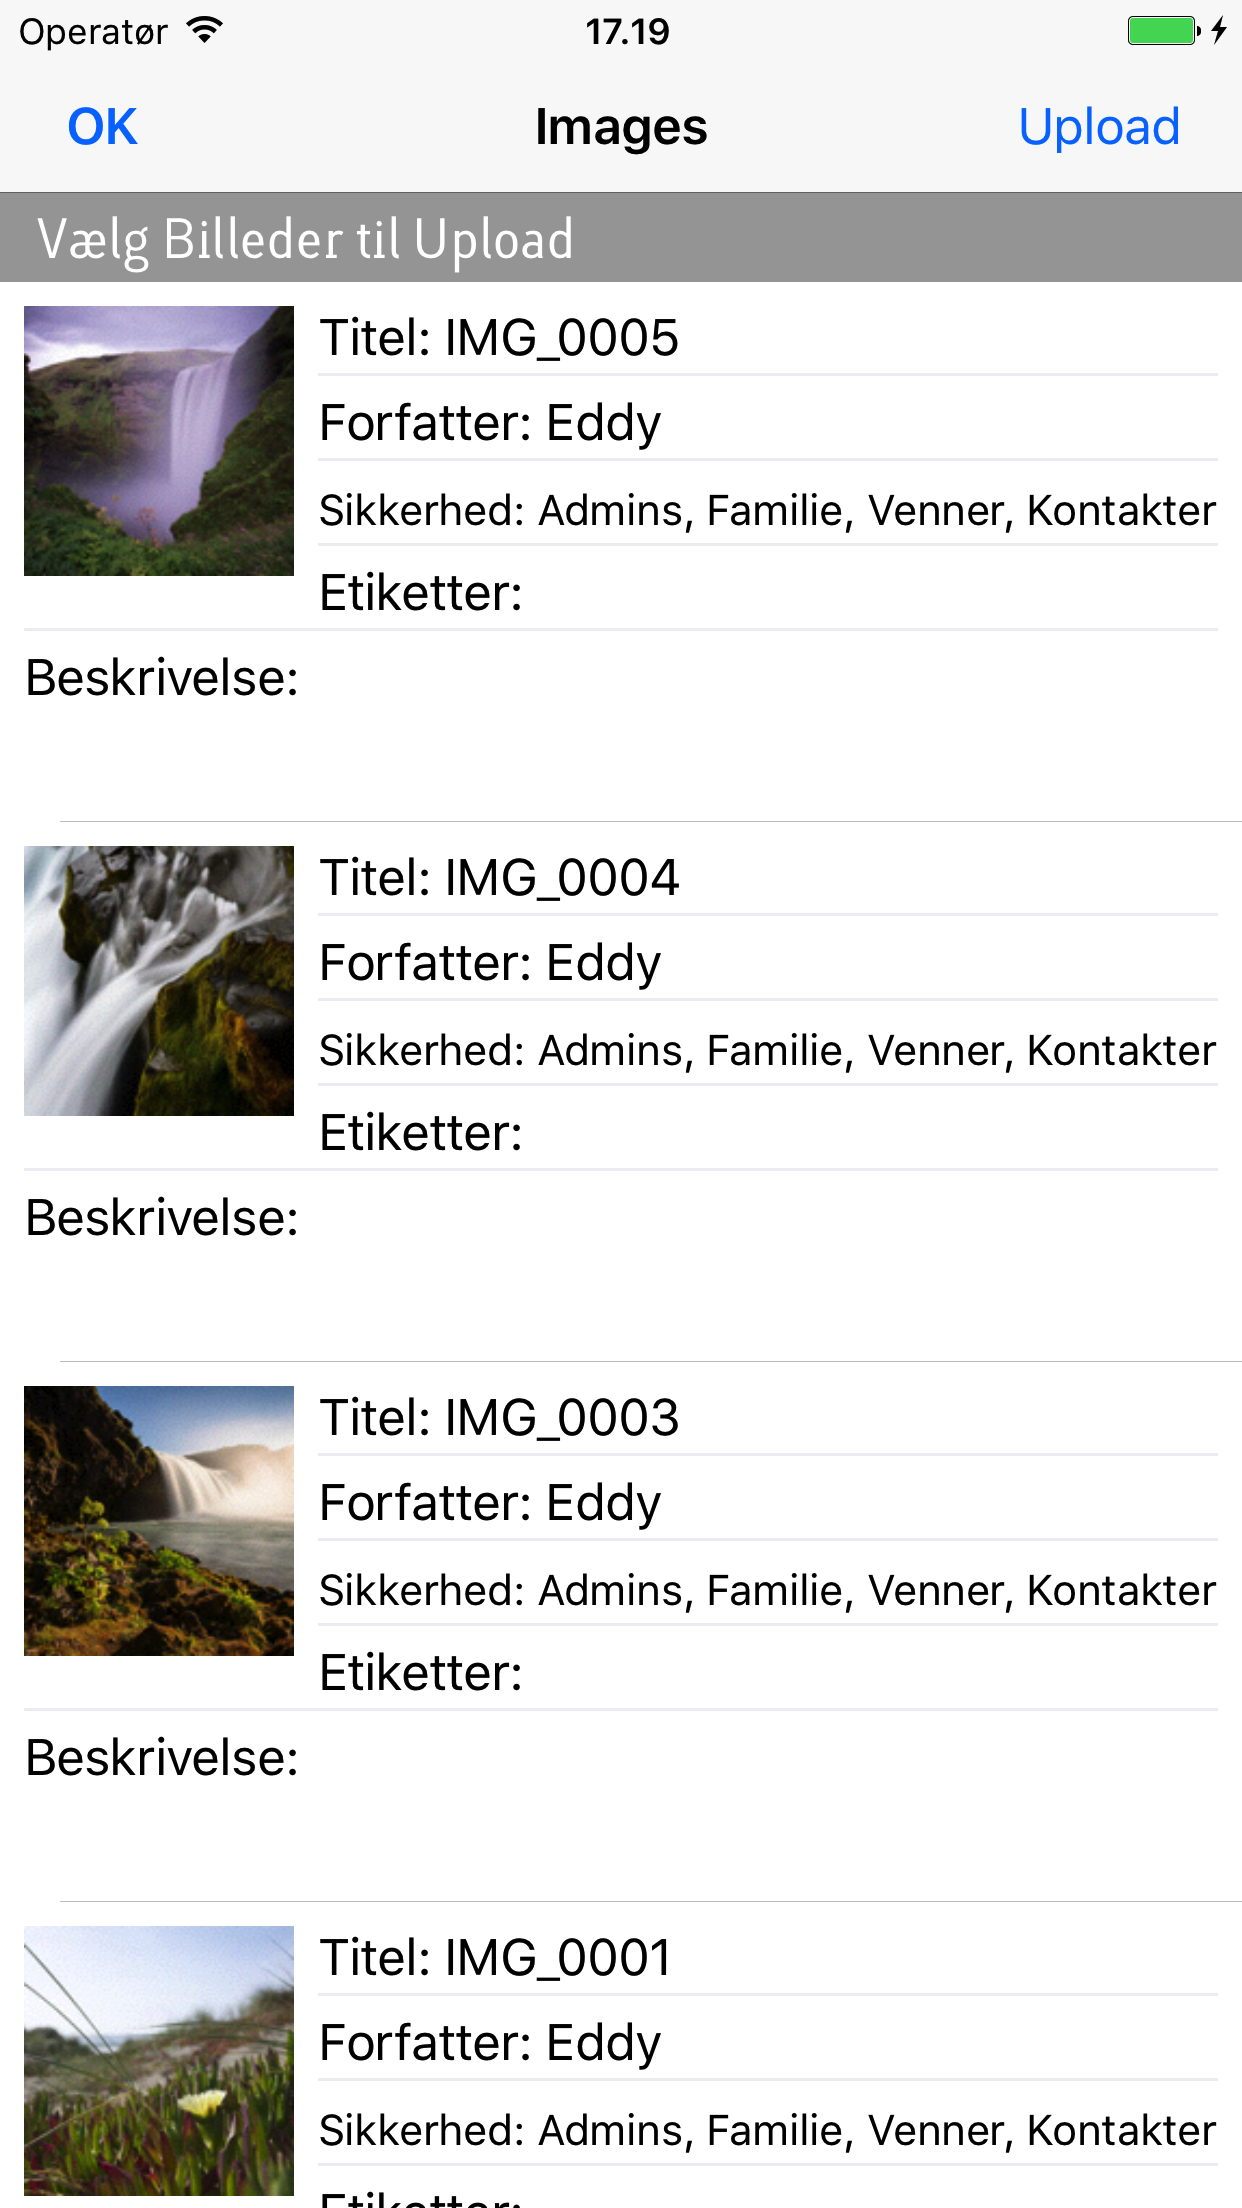 Operatør 17.19
OK Images Upload
Vælg Billeder til Upload
Titel: IMG_0005
Forfatter: Eddy
Sikkerhed: Admins, Familie, Venner, Kontakter
Etiketter:
Beskrivelse:
Titel: IMG_0004
Forfatter: Eddy
Sikkerhed: Admins, Familie, Venner, Kontakter
Etiketter:
Beskrivelse:
Titel: IMG_0003
Forfatter: Eddy
Sikkerhed: Admins, Familie, Venner, Kontakter
Etiketter:
Beskrivelse:
Titel: IMG_0001
Forfatter: Eddy
Sikkerhed: Admins, Familie, Venner, Kontakter
Etiketter: